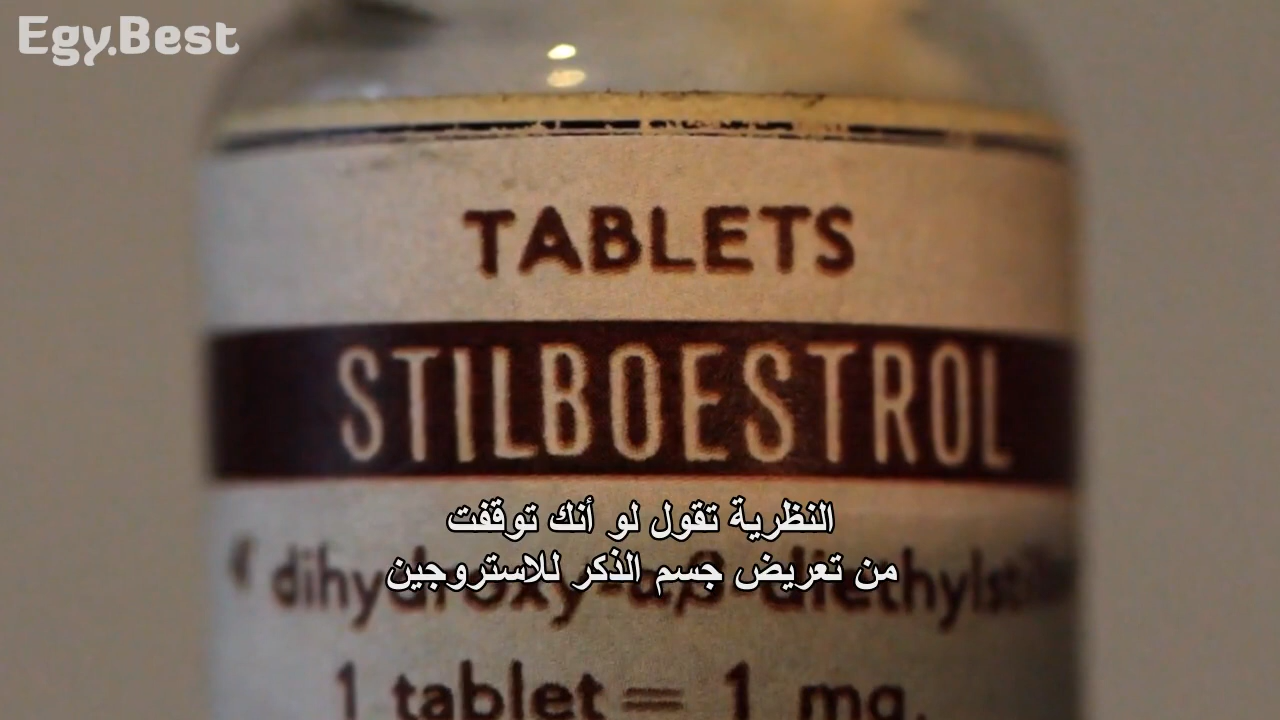 Egy.Best
TABLETS
STILBOESTROL
النظرية تقول لو أنك توقفت
من تعريض جسم الذكر للاستروجين
1 tablet = 1 mg.